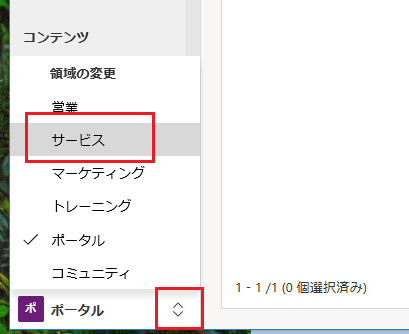 コンテンツ
領域の変更
営業
サービス
マーケティング
トレーニング
ポータル
コミュニティ
ポ ポータル
1 - 1 /1 (0 個選択済み)